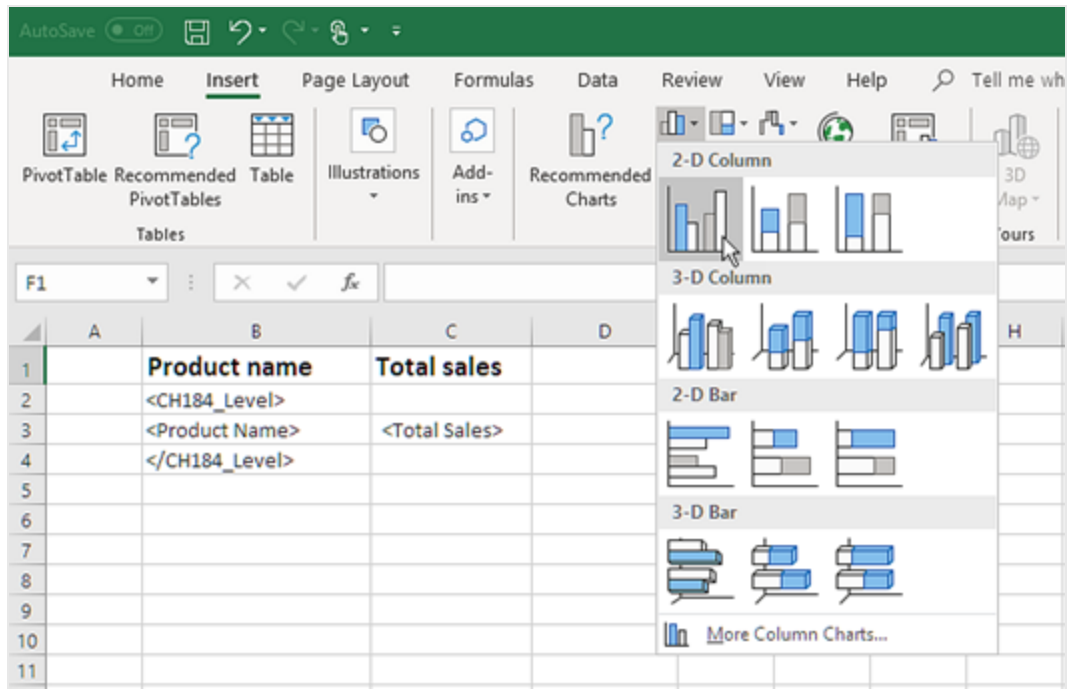 AutoSave Off
Home Insert Page Layout Formulas Data Review View Help Tell me wh
PivotTable Recommended PivotTables Table
Illustrations
Add-ins
Recommended Charts
3D
Map
Tables
ours
2-D Column
3-D Column
2-D Bar
3-D Bar
More Column Charts...
F1 fx
A B C D H
1 Product name Total sales
2 <CH184_Level>
3 <Product Name> <Total Sales>
4 </CH184_Level>
5
6
7
8
9
10
11